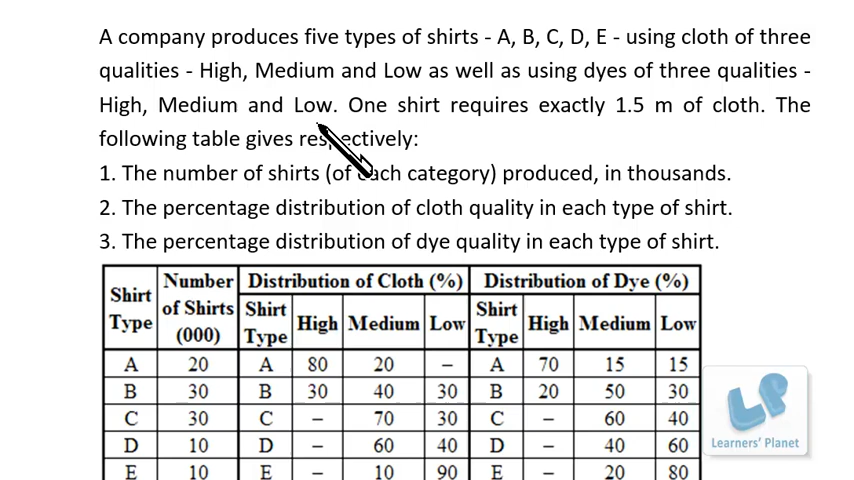 A company produces five types of shirts - A, B, C, D, E - using cloth of three
qualities - High, Medium and Low as well as using dyes of three qualities -
High, Medium and Low. One shirt requires exactly 1.5 m of cloth. The
following table gives respectively:
1. The number of shirts (of each category) produced, in thousands.
2. The percentage distribution of cloth quality in each type of shirt.
3. The percentage distribution of dye quality in each type of shirt.
Shirt Type Number of Shirts (000) Distribution of Cloth (%) Distribution of Dye (%)
Shirt Type High Medium Low Shirt Type High Medium Low
A 20 A 80 20 – A 70 15 15
B 30 B 30 40 30 B 20 50 30
C 30 C – 70 30 C – 60 40
D 10 D – 60 40 D – 40 60
E 10 E – 10 90 E – 20 80
LP
Learners' Planet